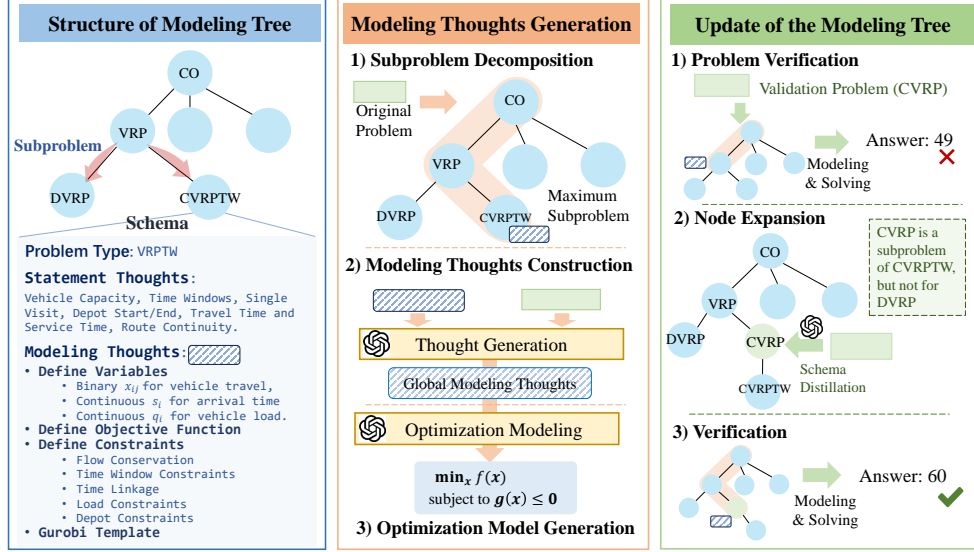 Structure of Modeling Tree
CO
VRP
Subproblem
DVRP
CVRPTW
Schema
Problem Type: VRPTW
Statement Thoughts:
Vehicle Capacity, Time Windows, Single
Visit, Depot Start/End, Travel Time and
Service Time, Route Continuity.
Modeling Thoughts:
• Define Variables
• Binary x_{ij} for vehicle travel,
• Continuous s_i for arrival time
• Continuous q_i for vehicle load.
• Define Objective Function
• Define Constraints
• Flow Conservation
• Time Window Constraints
• Time Linkage
• Load Constraints
• Depot Constraints
• Gurobi Template
Modeling Thoughts Generation
1) Subproblem Decomposition
Original
Problem
CO
VRP
DVRP
CVRPTW
Maximum
Subproblem
2) Modeling Thoughts Construction
Thought Generation
Global Modeling Thoughts
Optimization Modeling
min_x f(x)
subject to g(x) ≤ 0
3) Optimization Model Generation
Update of the Modeling Tree
1) Problem Verification
Validation Problem (CVRP)
Answer: 49
Modeling
& Solving
2) Node Expansion
CO
VRP
DVRP
CVRP
CVRPTW
CVRP is a
subproblem
of CVRPTW,
but not for
DVRP
Schema
Distillation
3) Verification
Answer: 60
Modeling
& Solving